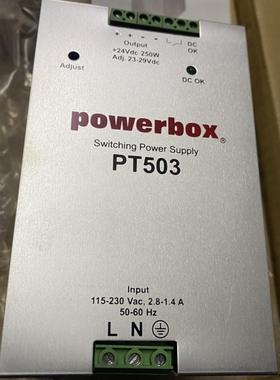 + + - - DC
Output OK
+24Vdc 250W
Adj. 23-29Vdc
Adjust DC OK
powerbox®
Switching Power Supply
PT503
Input
115-230 Vac, 2.8-1.4 A
50-60 Hz
L N